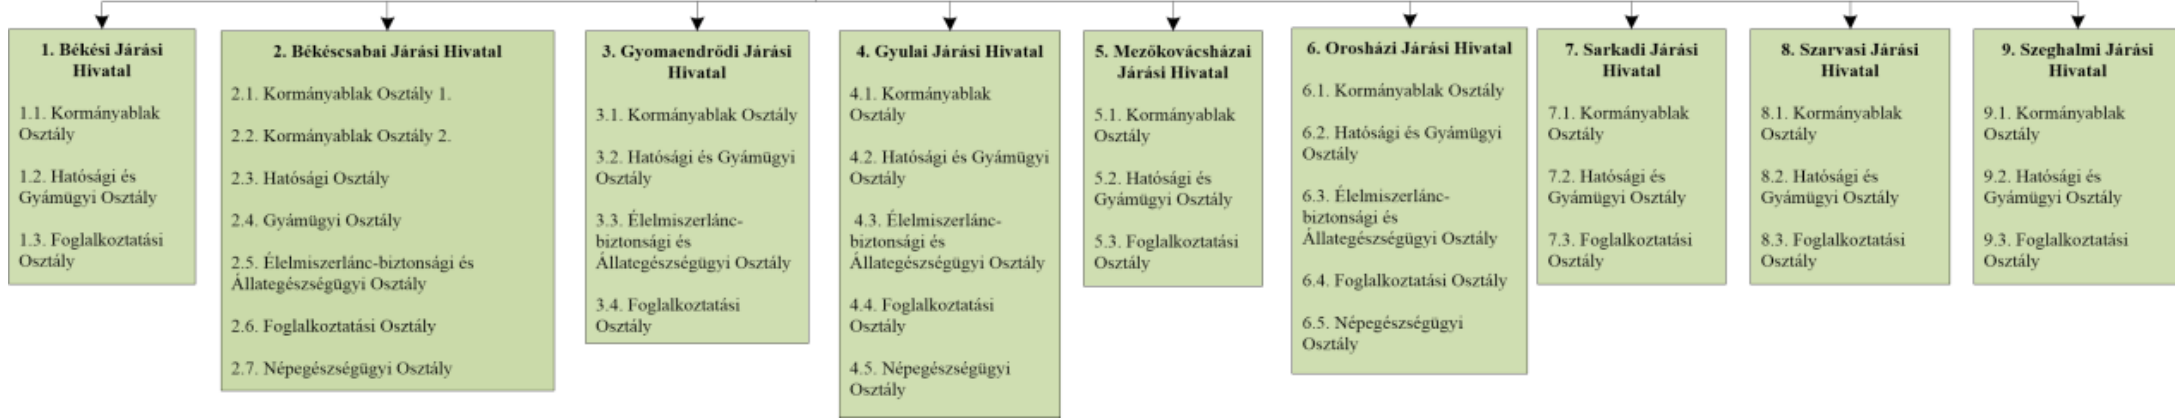 1. Békési Járási
Hivatal
1.1. Kormányablak
Osztály
1.2. Hatósági és
Gyámügyi Osztály
1.3. Foglalkoztatási
Osztály
2. Békéscsabai Járási Hivatal
2.1. Kormányablak Osztály 1.
2.2. Kormányablak Osztály 2.
2.3. Hatósági Osztály
2.4. Gyámügyi Osztály
2.5. Élelmiszerlánc-biztonsági és
Állategészségügyi Osztály
2.6. Foglalkoztatási Osztály
2.7. Népegészségügyi Osztály
3. Gyomaendrődi Járási
Hivatal
3.1. Kormányablak Osztály
3.2. Hatósági és Gyámügyi
Osztály
3.3. Élelmiszerlánc-
biztonsági és
Állategészségügyi Osztály
3.4. Foglalkoztatási
Osztály
4. Gyulai Járási Hivatal
4.1. Kormányablak
Osztály
4.2. Hatósági és Gyámügyi
Osztály
4.3. Élelmiszerlánc-
biztonsági és
Állategészségügyi Osztály
4.4. Foglalkoztatási
Osztály
4.5. Népegészségügyi
Osztály
5. Mezőkovácsházai
Járási Hivatal
5.1. Kormányablak
Osztály
5.2. Hatósági és
Gyámügyi Osztály
5.3. Foglalkoztatási
Osztály
6. Orosházi Járási Hivatal
6.1. Kormányablak Osztály
6.2. Hatósági és Gyámügyi
Osztály
6.3. Élelmiszerlánc-
biztonsági és
Állategészségügyi Osztály
6.4. Foglalkoztatási Osztály
6.5. Népegészségügyi
Osztály
7. Sarkadi Járási
Hivatal
7.1. Kormányablak
Osztály
7.2. Hatósági és
Gyámügyi Osztály
7.3. Foglalkoztatási
Osztály
8. Szarvasi Járási
Hivatal
8.1. Kormányablak
Osztály
8.2. Hatósági és
Gyámügyi Osztály
8.3. Foglalkoztatási
Osztály
9. Szeghalmi Járási
Hivatal
9.1. Kormányablak
Osztály
9.2. Hatósági és
Gyámügyi Osztály
9.3. Foglalkoztatási
Osztály